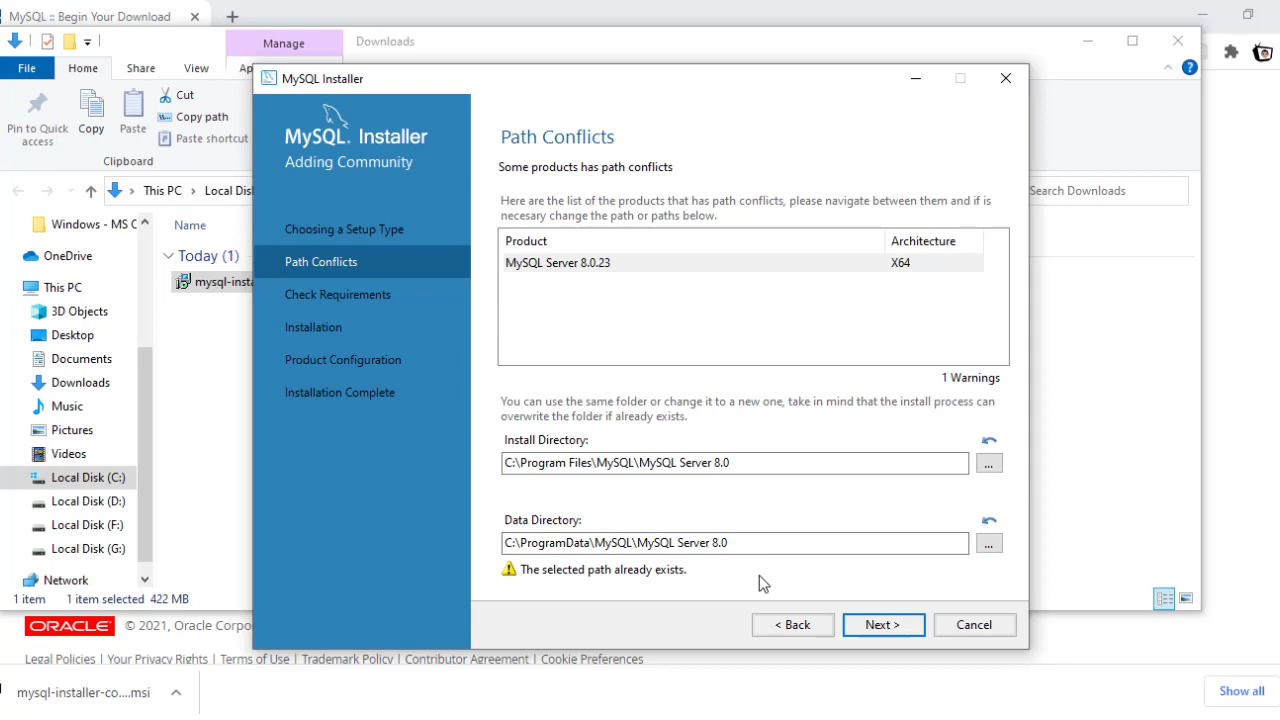 MySQL :: Begin Your Download
Manage
Downloads
File
Home
Share
View
Ap
MySQL Installer
Pin to Quick
access
Copy
Paste
Cut
Copy path
Paste shortcut
Clipboard
This PC
Local Dis
Search Downloads
MySQL. Installer
Adding Community
Choosing a Setup Type
Path Conflicts
Check Requirements
Installation
Product Configuration
Installation Complete
Path Conflicts
Some products has path conflicts
Here are the list of the products that has path conflicts, please navigate between them and if is
necesary change the path or paths below.
Product
Architecture
MySQL Server 8.0.23
X64
1 Warnings
You can use the same folder or change it to a new one, take in mind that the install process can
overwrite the folder if already exists.
Install Directory:
C:\Program Files\MySQL\MySQL Server 8.0
...
Data Directory:
C:\ProgramData\MySQL\MySQL Server 8.0
...
The selected path already exists.
< Back
Next >
Cancel
Windows - MS C
OneDrive
This PC
3D Objects
Desktop
Documents
Downloads
Music
Pictures
Videos
Local Disk (C:)
Local Disk (D:)
Local Disk (F:)
Local Disk (G:)
Network
Name
Today (1)
mysql-insta
1 item
1 item selected 422 MB
ORACLE
© 2021, Oracle Corpo
Legal Policies | Your Privacy Rights | Terms of Use | Trademark Policy | Contributor Agreement | Cookie Preferences
mysql-installer-co....msi
Show all